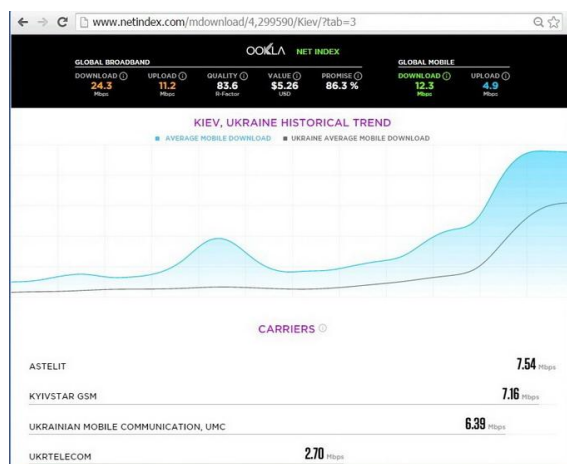 www.netindex.com/mdownload/4,299590/Kiev/?tab=3
OOKLA NET INDEX
GLOBAL BROADBAND
GLOBAL MOBILE
DOWNLOAD UPLOAD QUALITY VALUE PROMISE DOWNLOAD UPLOAD
24.3 11.2 83.6 $5.26 86.3 % 12.3 4.9
Mbps Mbps R-Factor USD Mbps Mbps
KIEV, UKRAINE HISTORICAL TREND
AVERAGE MOBILE DOWNLOAD UKRAINE AVERAGE MOBILE DOWNLOAD
CARRIERS
ASTELIT 7.54 Mbps
KYIVSTAR GSM 7.16 Mbps
UKRAINIAN MOBILE COMMUNICATION, UMC 6.39 Mbps
UKRTELECOM 2.70 Mbps